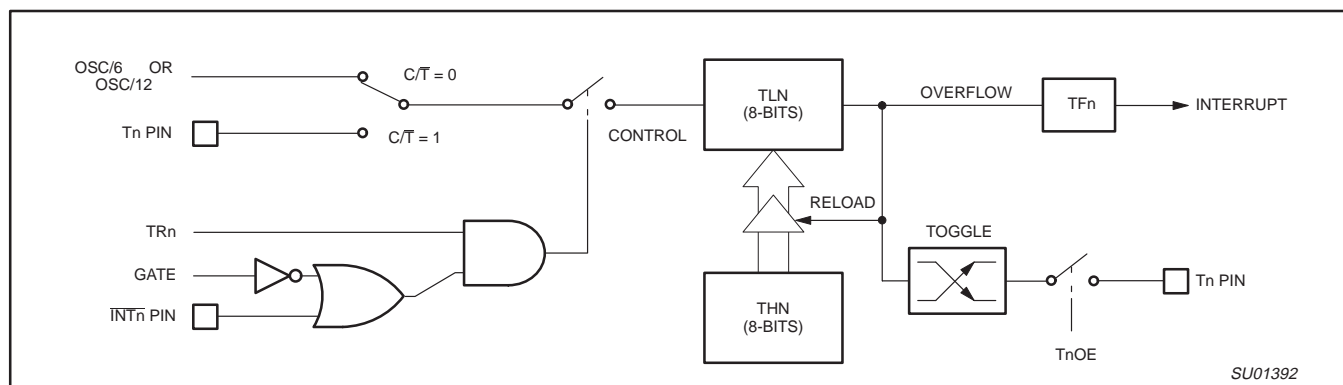 OSC/6 OR
OSC/12
C/T̅ = 0
Tn PIN
C/T̅ = 1
CONTROL
TLN
(8-BITS)
OVERFLOW
TFn
INTERRUPT
RELOAD
TRn
GATE
I̅N̅T̅n PIN
THN
(8-BITS)
TOGGLE
Tn PIN
TnOE
SU01392